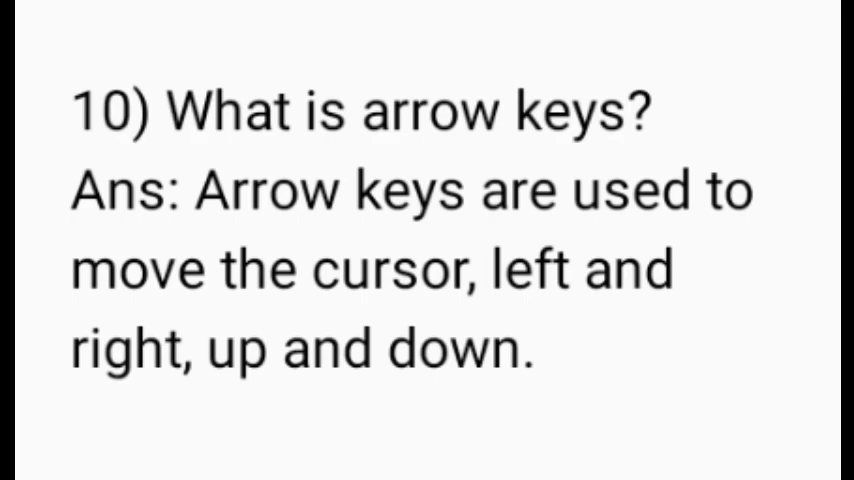 10) What is arrow keys?
Ans: Arrow keys are used to
move the cursor, left and
right, up and down.